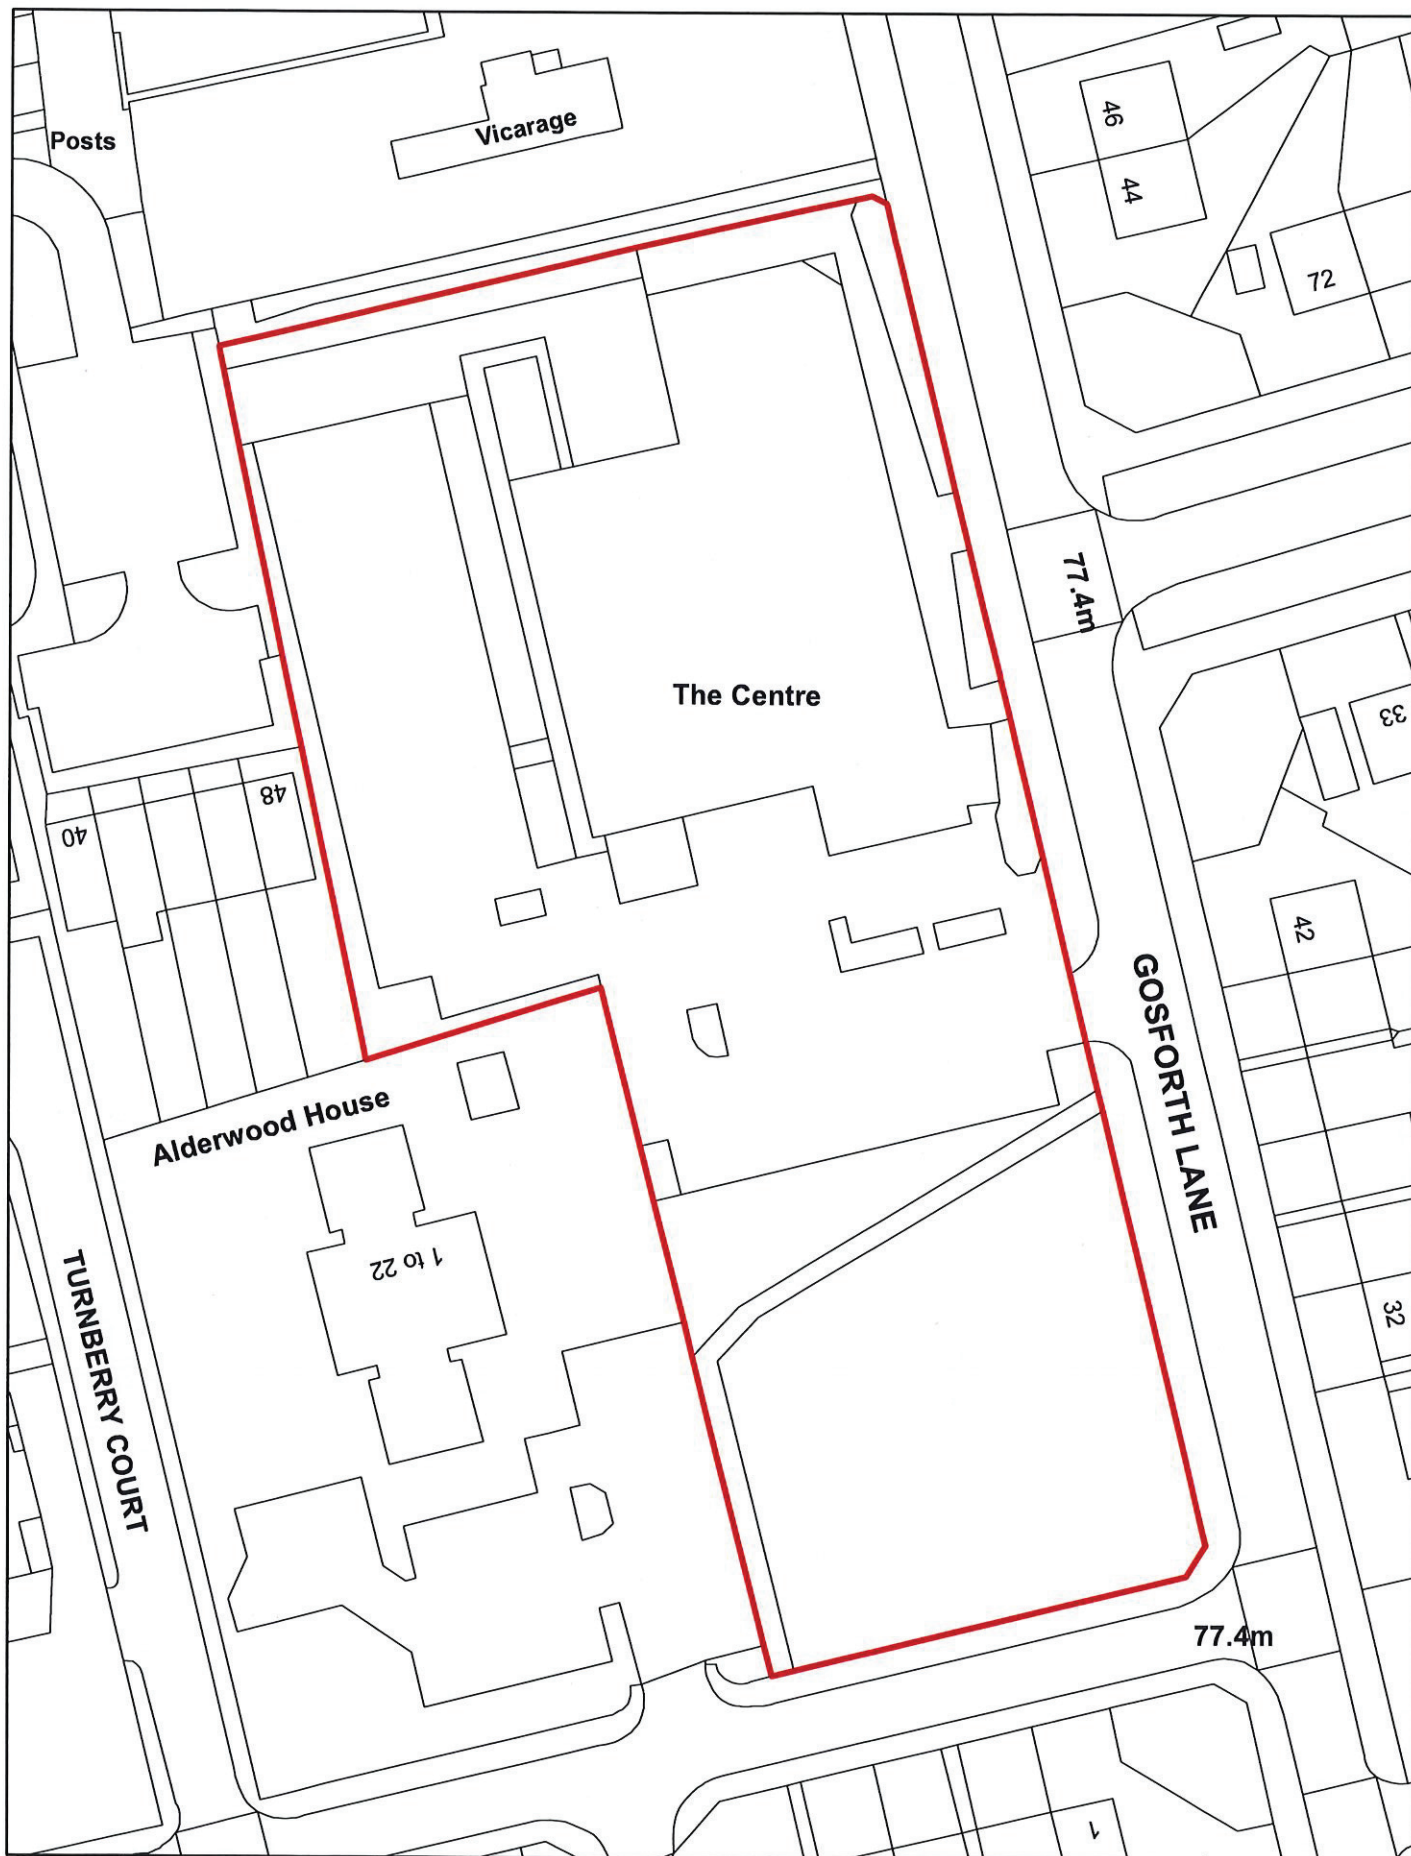 Posts
Vicarage
46
44
72
77.4m
The Centre
33
48
40
42
GOSFORTH LANE
Alderwood House
1 to 22
TURNBERRY COURT
32
77.4m
1